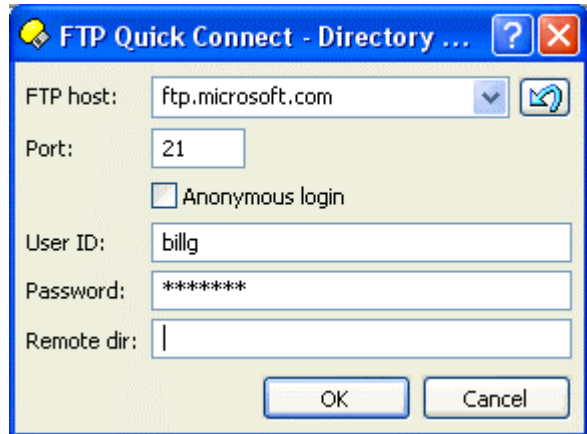 FTP Quick Connect - Directory ...
FTP host: ftp.microsoft.com
Port: 21
Anonymous login
User ID: billg
Password: *******
Remote dir:
OK Cancel